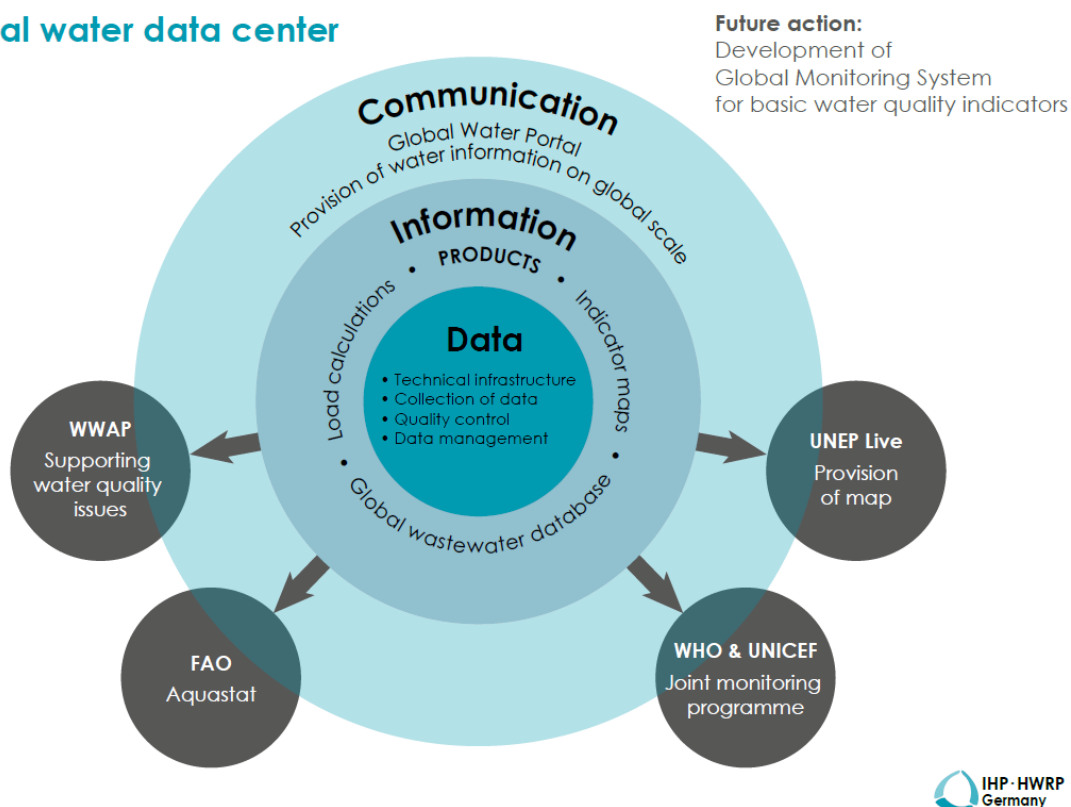 al water data center
Future action:
Development of
Global Monitoring System
for basic water quality indicators
Communication
Global Water Portal
Provision of water information on global scale
Information
• PRODUCTS •
Load calculations
Indicator maps
• Global wastewater database •
Data
• Technical infrastructure
• Collection of data
• Quality control
• Data management
WWAP
Supporting
water quality
issues
UNEP Live
Provision
of map
FAO
Aquastat
WHO & UNICEF
Joint monitoring
programme
IHP·HWRP
Germany